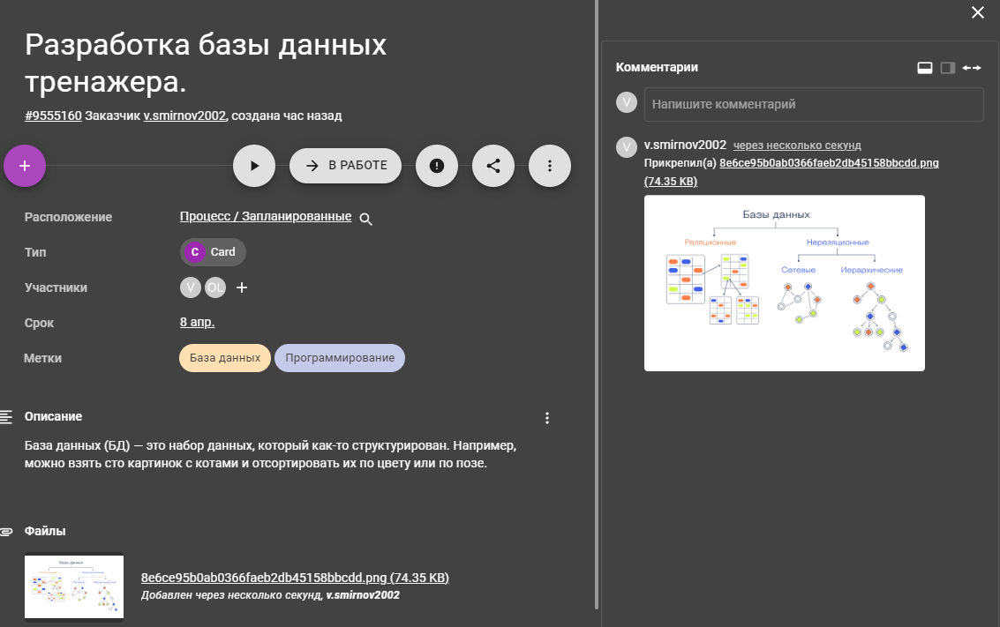 Разработка базы данных
тренажера.
#9555160 Заказчик v.smirnov2002, создана час назад
В РАБОТЕ
Расположение
Процесс / Запланированные
Тип
C Card
Участники
V OL
Срок
8 апр.
Метки
База данных Программирование
Описание
База данных (БД) — это набор данных, который как-то структурирован. Например,
можно взять сто картинок с котами и отсортировать их по цвету или по позе.
Файлы
Базы данных
8e6ce95b0ab0366faeb2db45158bbcdd.png (74.35 KB)
Добавлен через несколько секунд, v.smirnov2002
Комментарии
V Напишите комментарий
V v.smirnov2002 через несколько секунд
Прикрепил(а) 8e6ce95b0ab0366faeb2db45158bbcdd.png
(74.35 KB)
Базы данных
Реляционные Нереляционные
Сетевые Иерархические